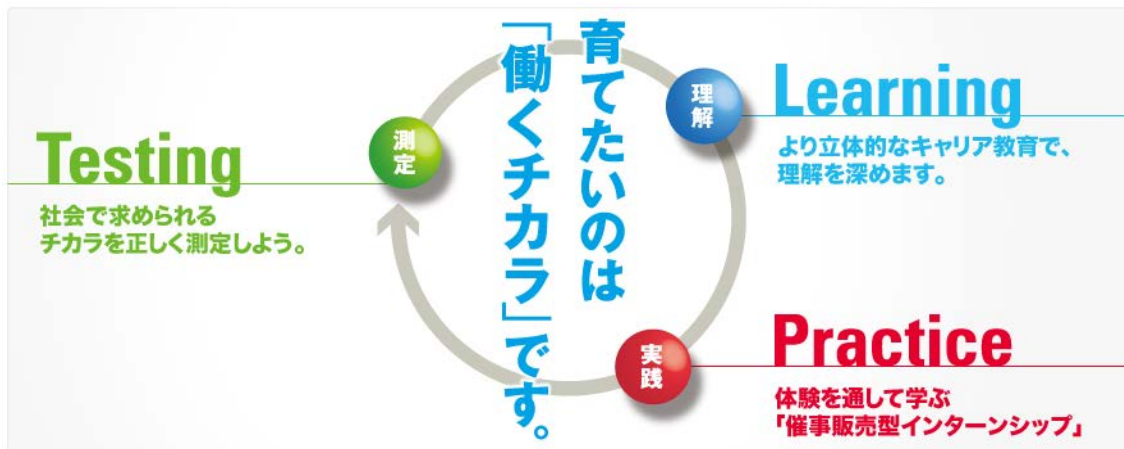 育てたいのは
「働くチカラ」です。
測定
Testing
社会で求められる
チカラを正しく測定しよう。
理解
Learning
より立体的なキャリア教育で、
理解を深めます。
実践
Practice
体験を通して学ぶ
「催事販売型インターンシップ」